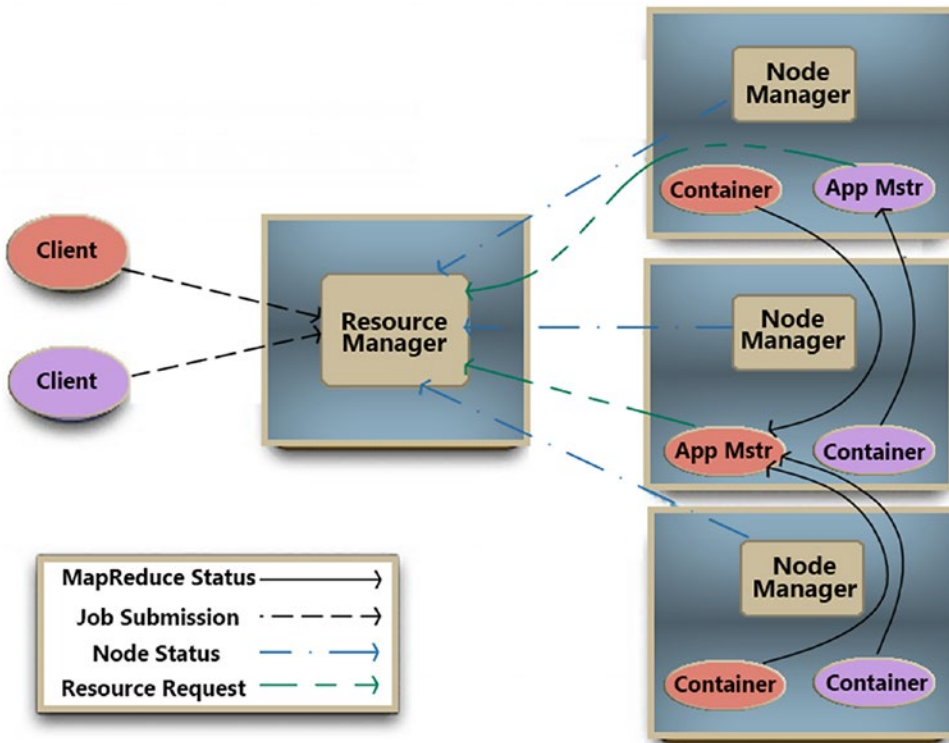 Node
Manager
Container
App Mstr
Client
Client
Resource
Manager
Node
Manager
App Mstr
Container
Node
Manager
Container
Container
MapReduce Status
Job Submission
Node Status
Resource Request